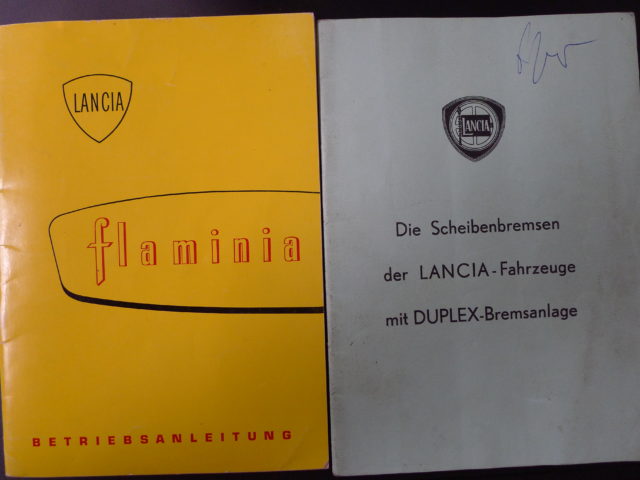 LANCIA
flaminia
BETRIEBSANLEITUNG
LANCIA
Die Scheibenbremsen
der LANCIA-Fahrzeuge
mit DUPLEX-Bremsanlage